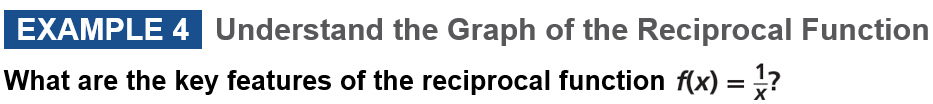 EXAMPLE 4 Understand the Graph of the Reciprocal Function
What are the key features of the reciprocal function f(x) = 1/x?